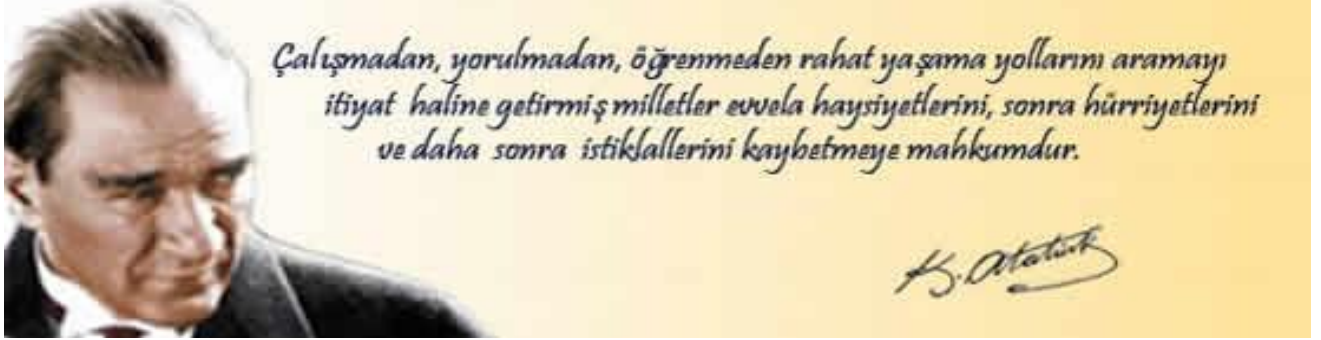 Çalışmadan, yorulmadan, öğrenmeden rahat yaşama yollarını aramayı
itiyat haline getirmiş milletler evvela haysiyetlerini, sonra hürriyetlerini
ve daha sonra istiklallerini kaybetmeye mahkumdur.
K. Atatürk